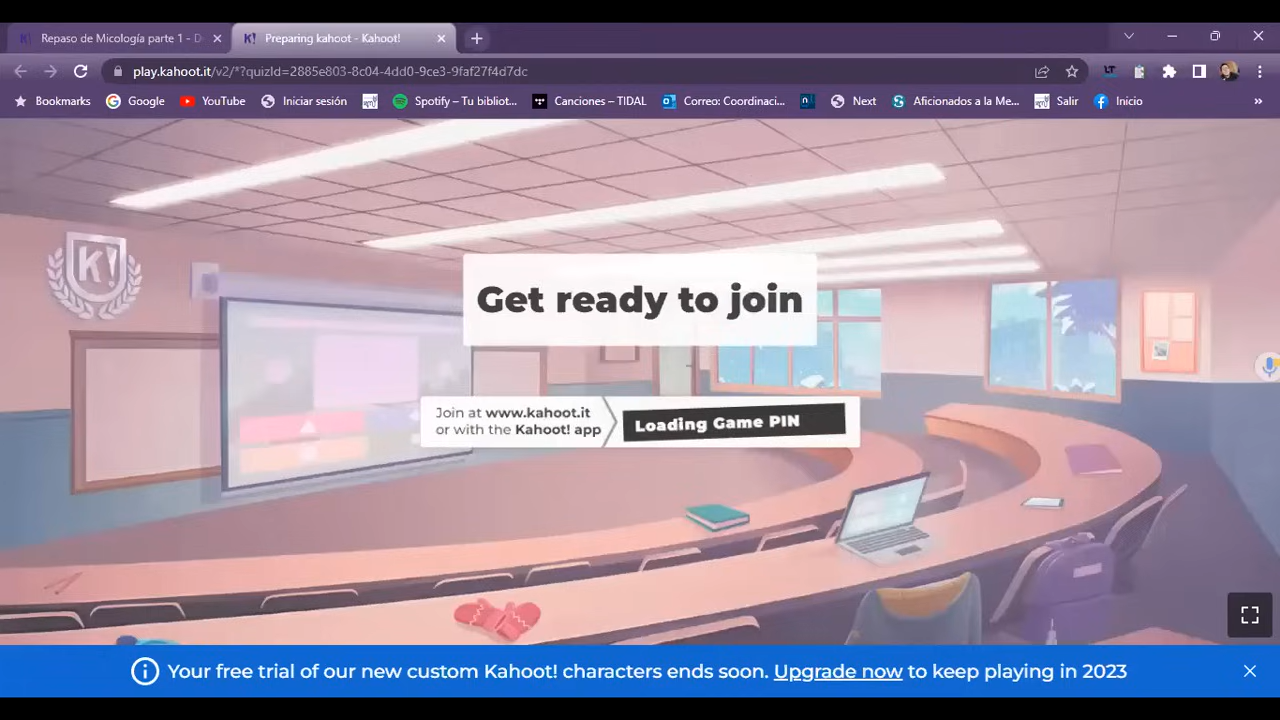 Repaso de Micología parte 1 - D
K! Preparing kahoot - Kahoot!
play.kahoot.it/v2/*?quizId=2885e803-8c04-4dd0-9ce3-9faf27f4d7dc
Bookmarks Google YouTube Iniciar sesión Spotify – Tu bibliot... Canciones – TIDAL Correo: Coordinaci... Next Aficionados a la Me... Salir Inicio »
K!
Get ready to join
Join at www.kahoot.it
or with the Kahoot! app
Loading Game PIN
Your free trial of our new custom Kahoot! characters ends soon. Upgrade now to keep playing in 2023